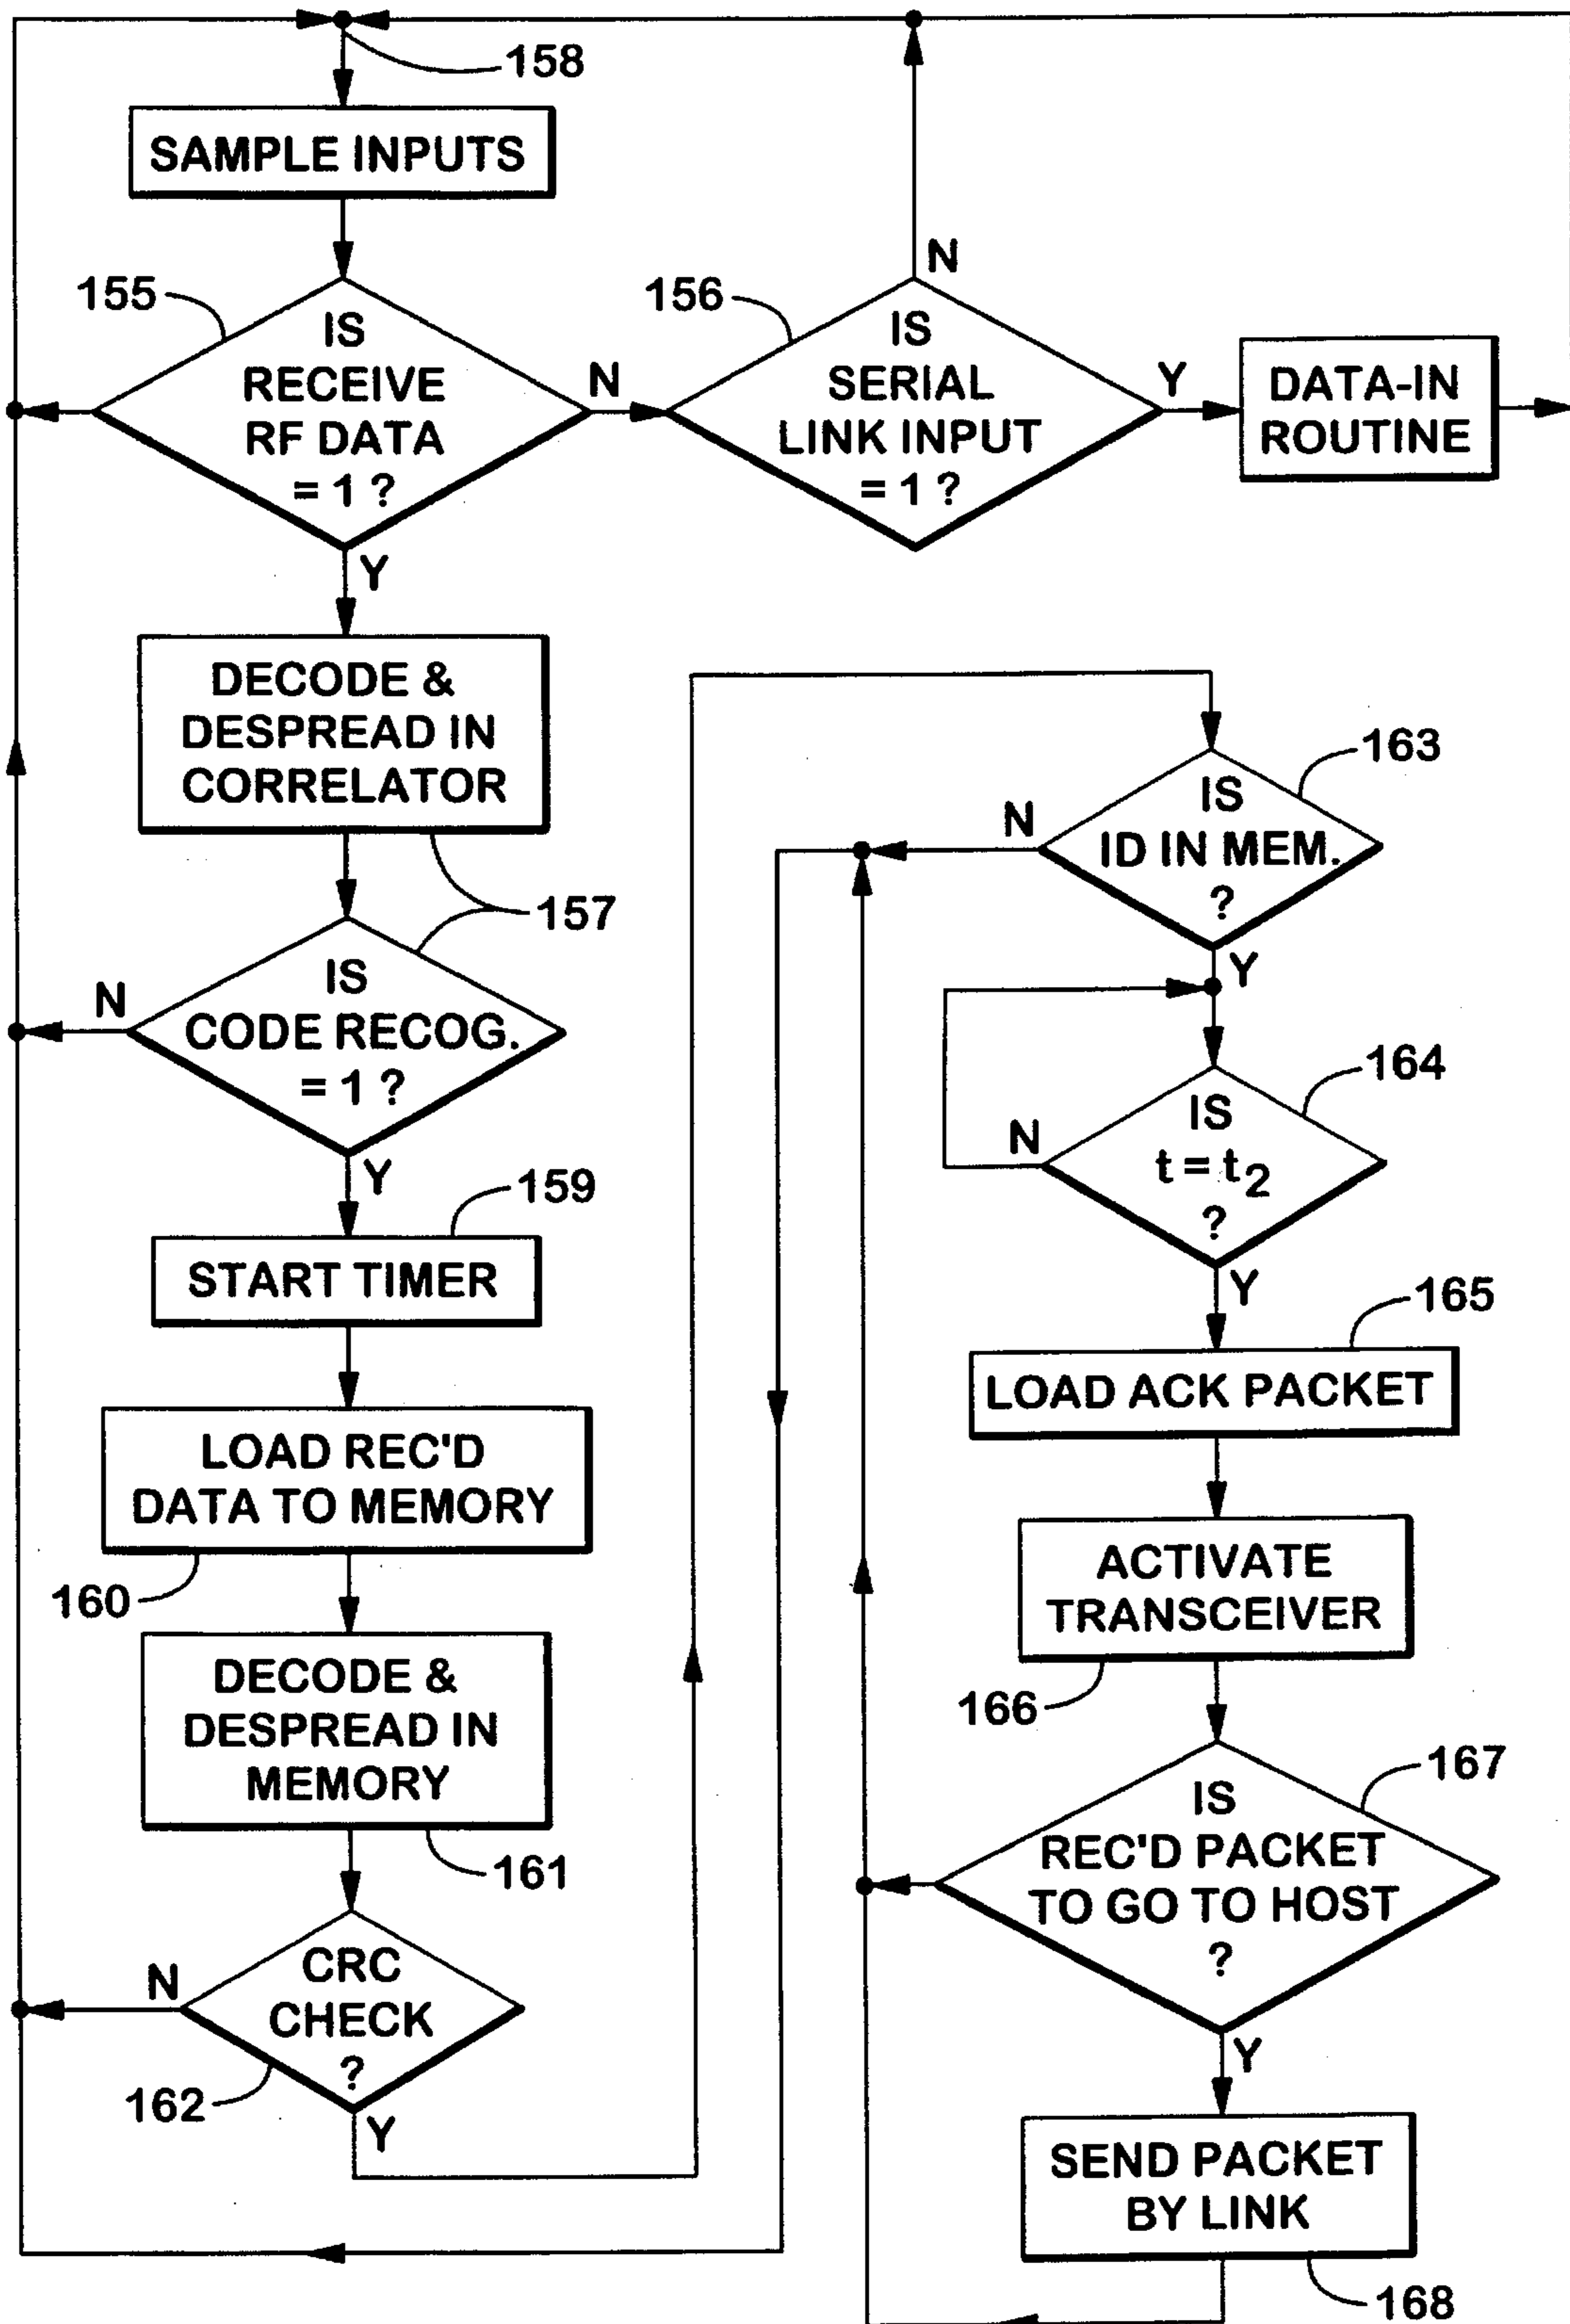 158
SAMPLE INPUTS
155
IS
RECEIVE
RF DATA
= 1 ?
N
Y
156
IS
SERIAL
LINK INPUT
= 1 ?
N
Y
DATA-IN
ROUTINE
DECODE &
DESPREAD IN
CORRELATOR
157
IS
CODE RECOG.
= 1 ?
N
Y
159
START TIMER
LOAD REC'D
DATA TO MEMORY
160
DECODE &
DESPREAD IN
MEMORY
161
CRC
CHECK
?
N
162
Y
163
IS
ID IN MEM.
?
N
Y
164
IS
t = t2
?
N
Y
165
LOAD ACK PACKET
ACTIVATE
TRANSCEIVER
166
167
IS
REC'D PACKET
TO GO TO HOST
?
Y
SEND PACKET
BY LINK
168